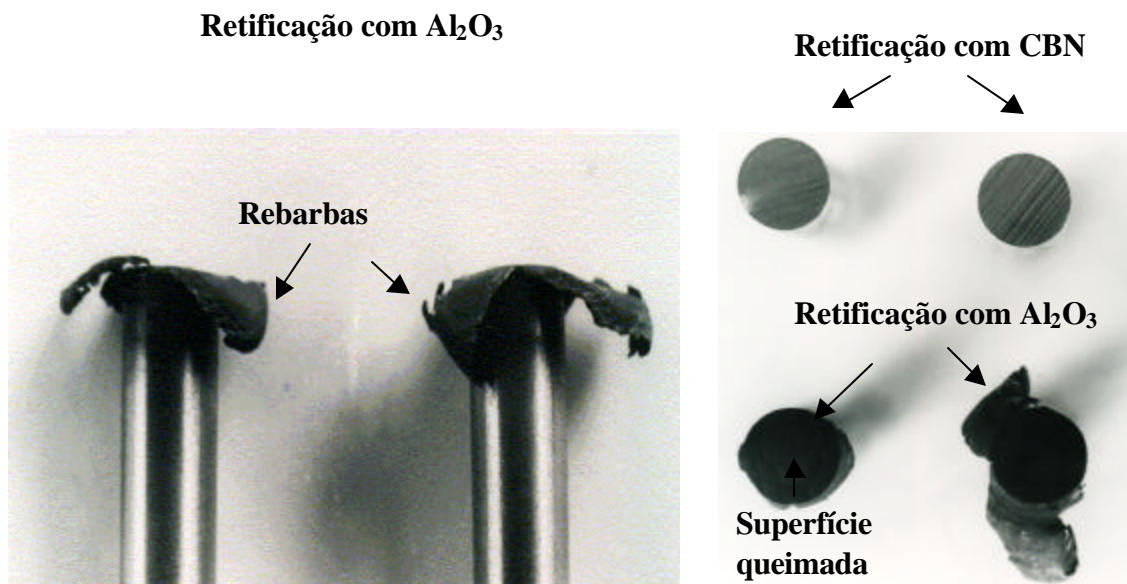 Retificação com Al₂O₃
Retificação com CBN
Rebarbas
Retificação com Al₂O₃
Superfície
queimada